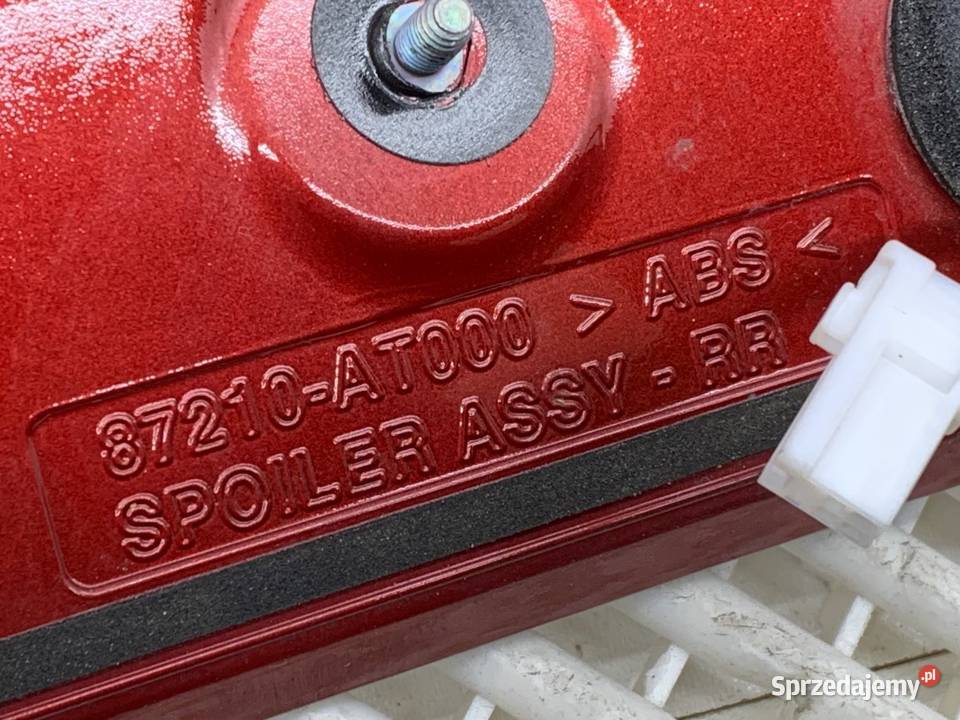 87210-AT000 > ABS <
SPOILER ASSY - RR
Sprzedajemy.pl